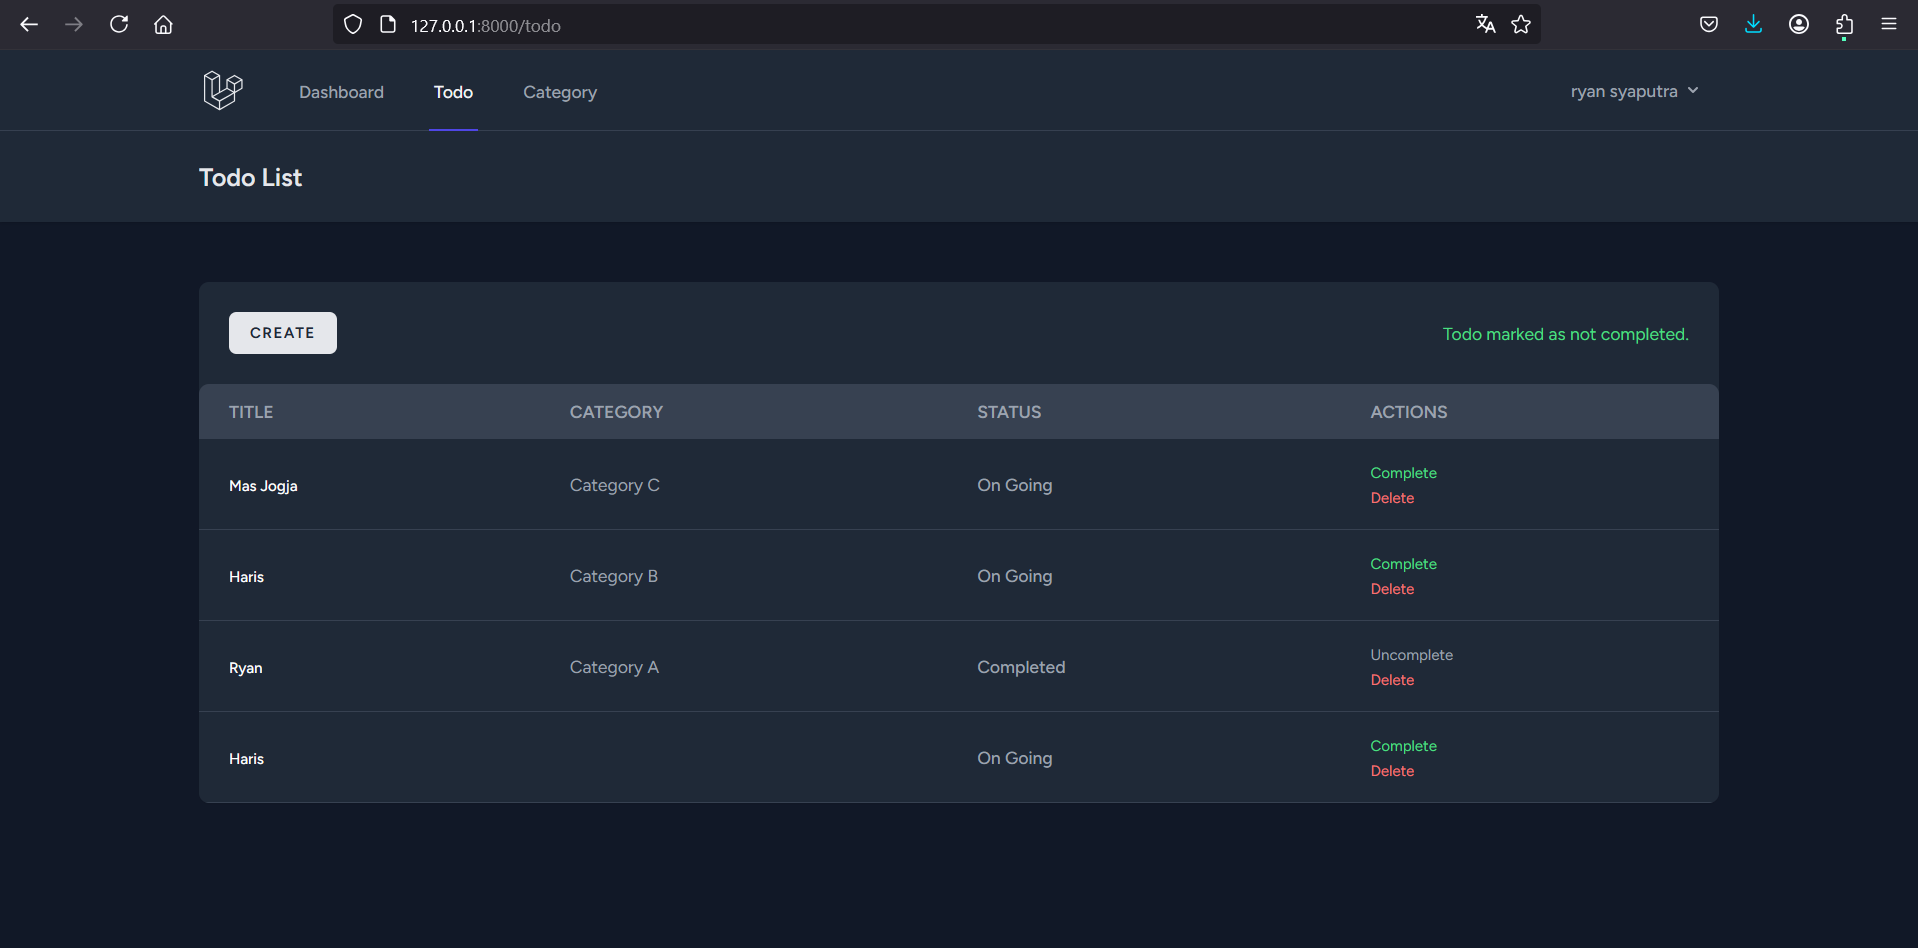 127.0.0.1:8000/todo
Dashboard Todo Category ryan syaputra
Todo List
CREATE Todo marked as not completed.
TITLE CATEGORY STATUS ACTIONS
Mas Jogja Category C On Going Complete
Delete
Haris Category B On Going Complete
Delete
Ryan Category A Completed Uncomplete
Delete
Haris On Going Complete
Delete